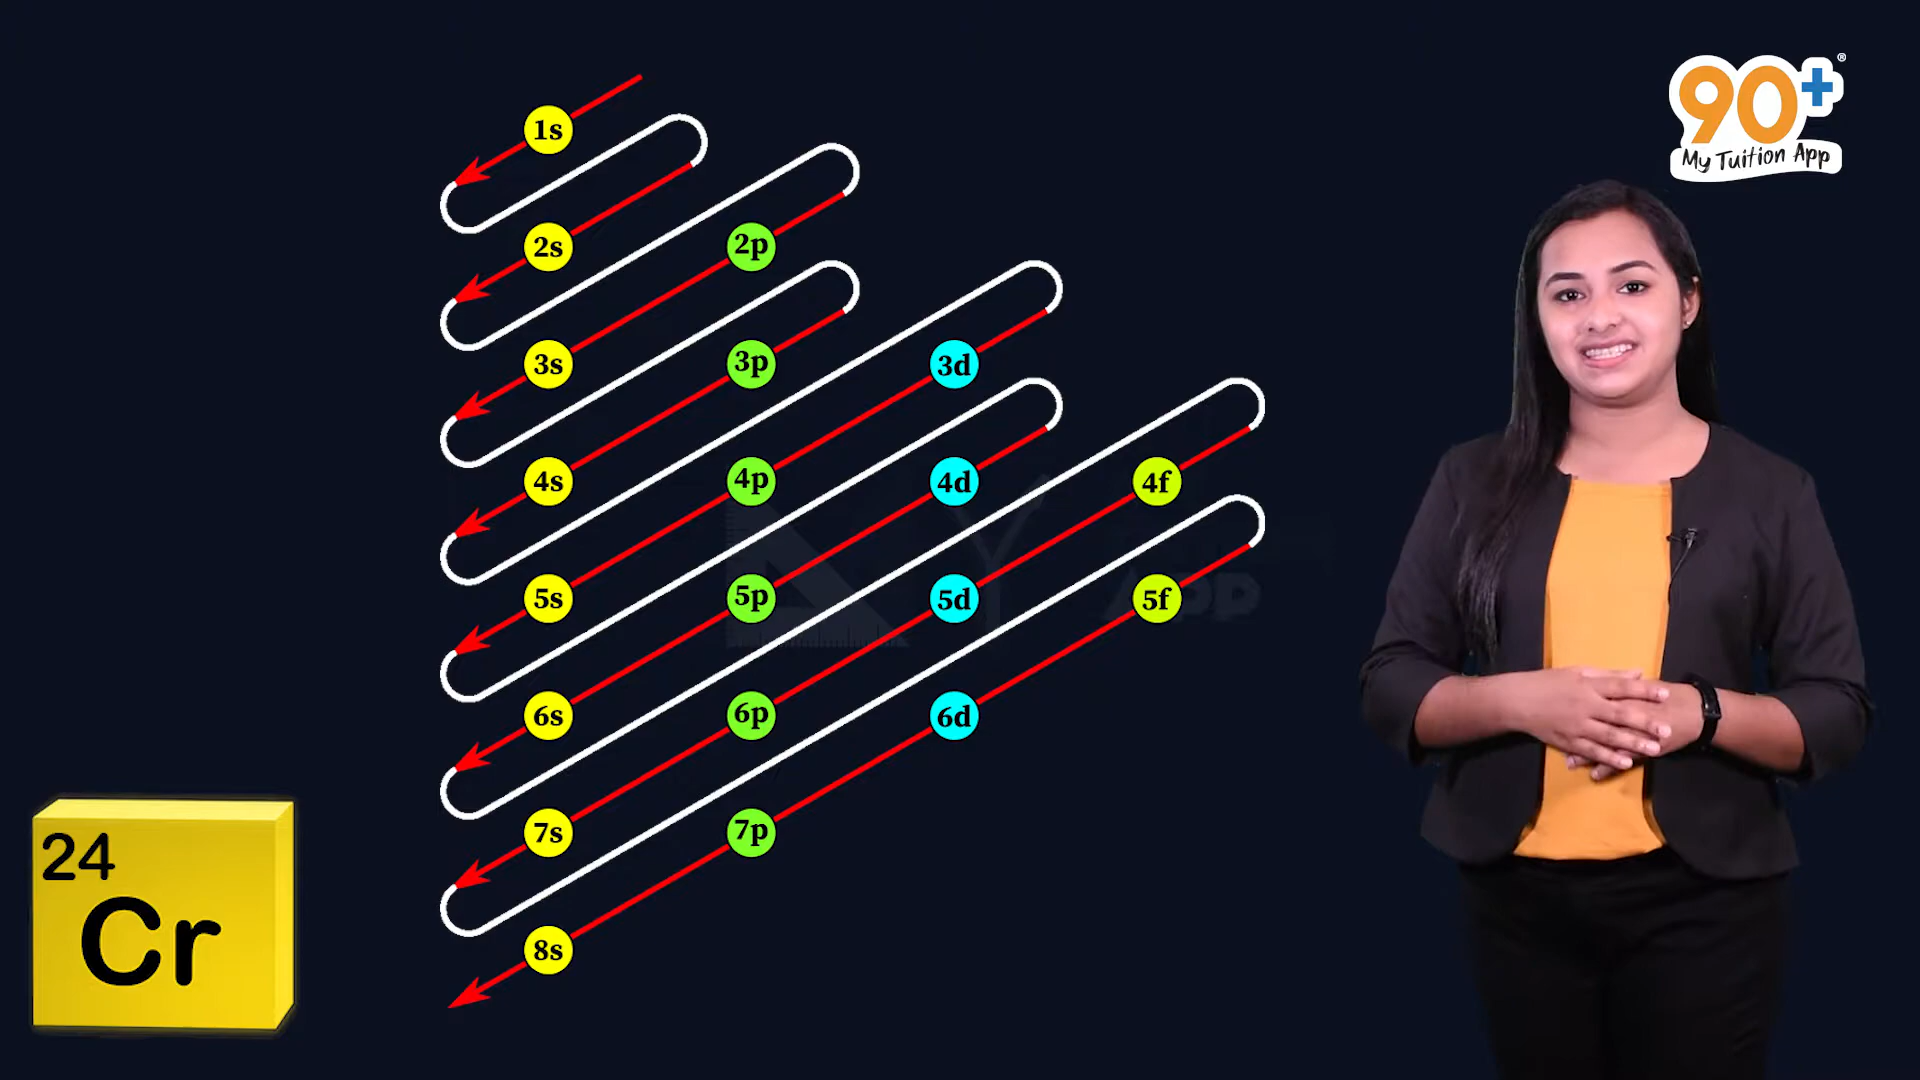 1s
2s 2p
3s 3p 3d
4s 4p 4d 4f
5s 5p 5d 5f
6s 6p 6d
7s 7p
8s
24
Cr
90+
®
My Tuition App
APP